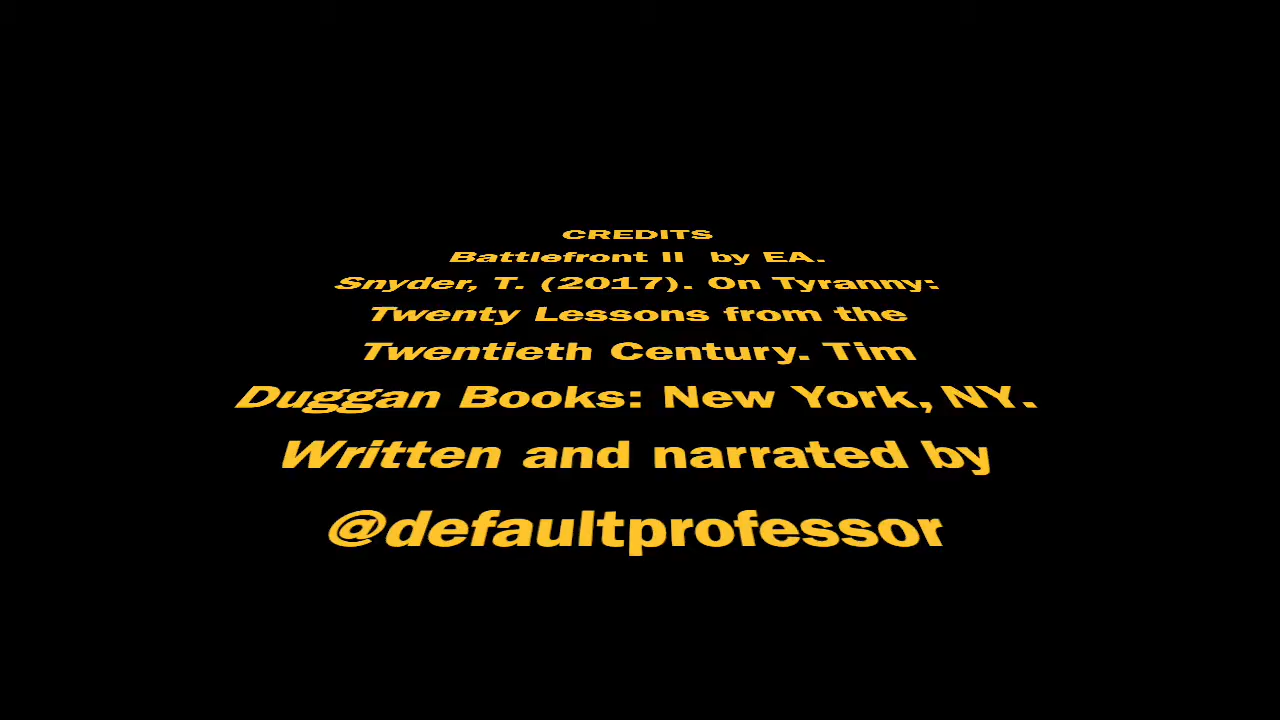 CREDITS
Battlefront II by EA.
Snyder, T. (2017). On Tyranny:
Twenty Lessons from the
Twentieth Century. Tim
Duggan Books: New York, NY.
Written and narrated by
@defaultprofessor